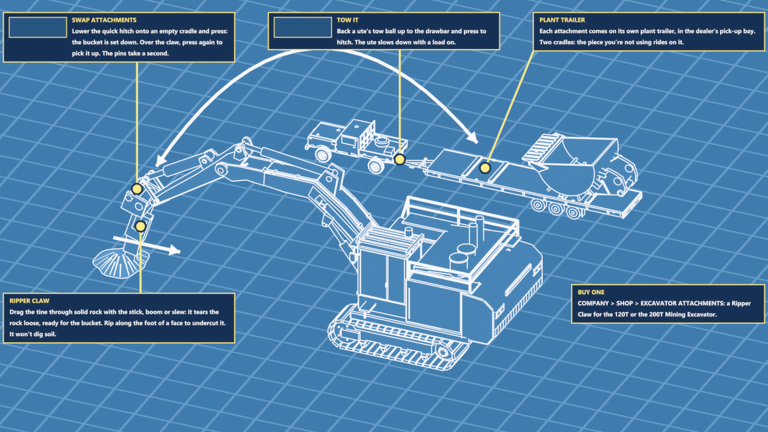 SWAP ATTACHMENTS
Lower the quick hitch onto an empty cradle and press:
the bucket is set down. Over the claw, press again to
pick it up. The pins take a second.
TOW IT
Back a ute's tow ball up to the drawbar and press to
hitch. The ute slows down with a load on.
PLANT TRAILER
Each attachment comes on its own plant trailer, in the dealer's pick-up bay.
Two cradles: the piece you're not using rides on it.
RIPPER CLAW
Drag the tine through solid rock with the stick, boom or slew: it tears the
rock loose, ready for the bucket. Rip along the foot of a face to undercut it.
It won't dig soil.
BUY ONE
COMPANY > SHOP > EXCAVATOR ATTACHMENTS: a Ripper
Claw for the 120T or the 200T Mining Excavator.